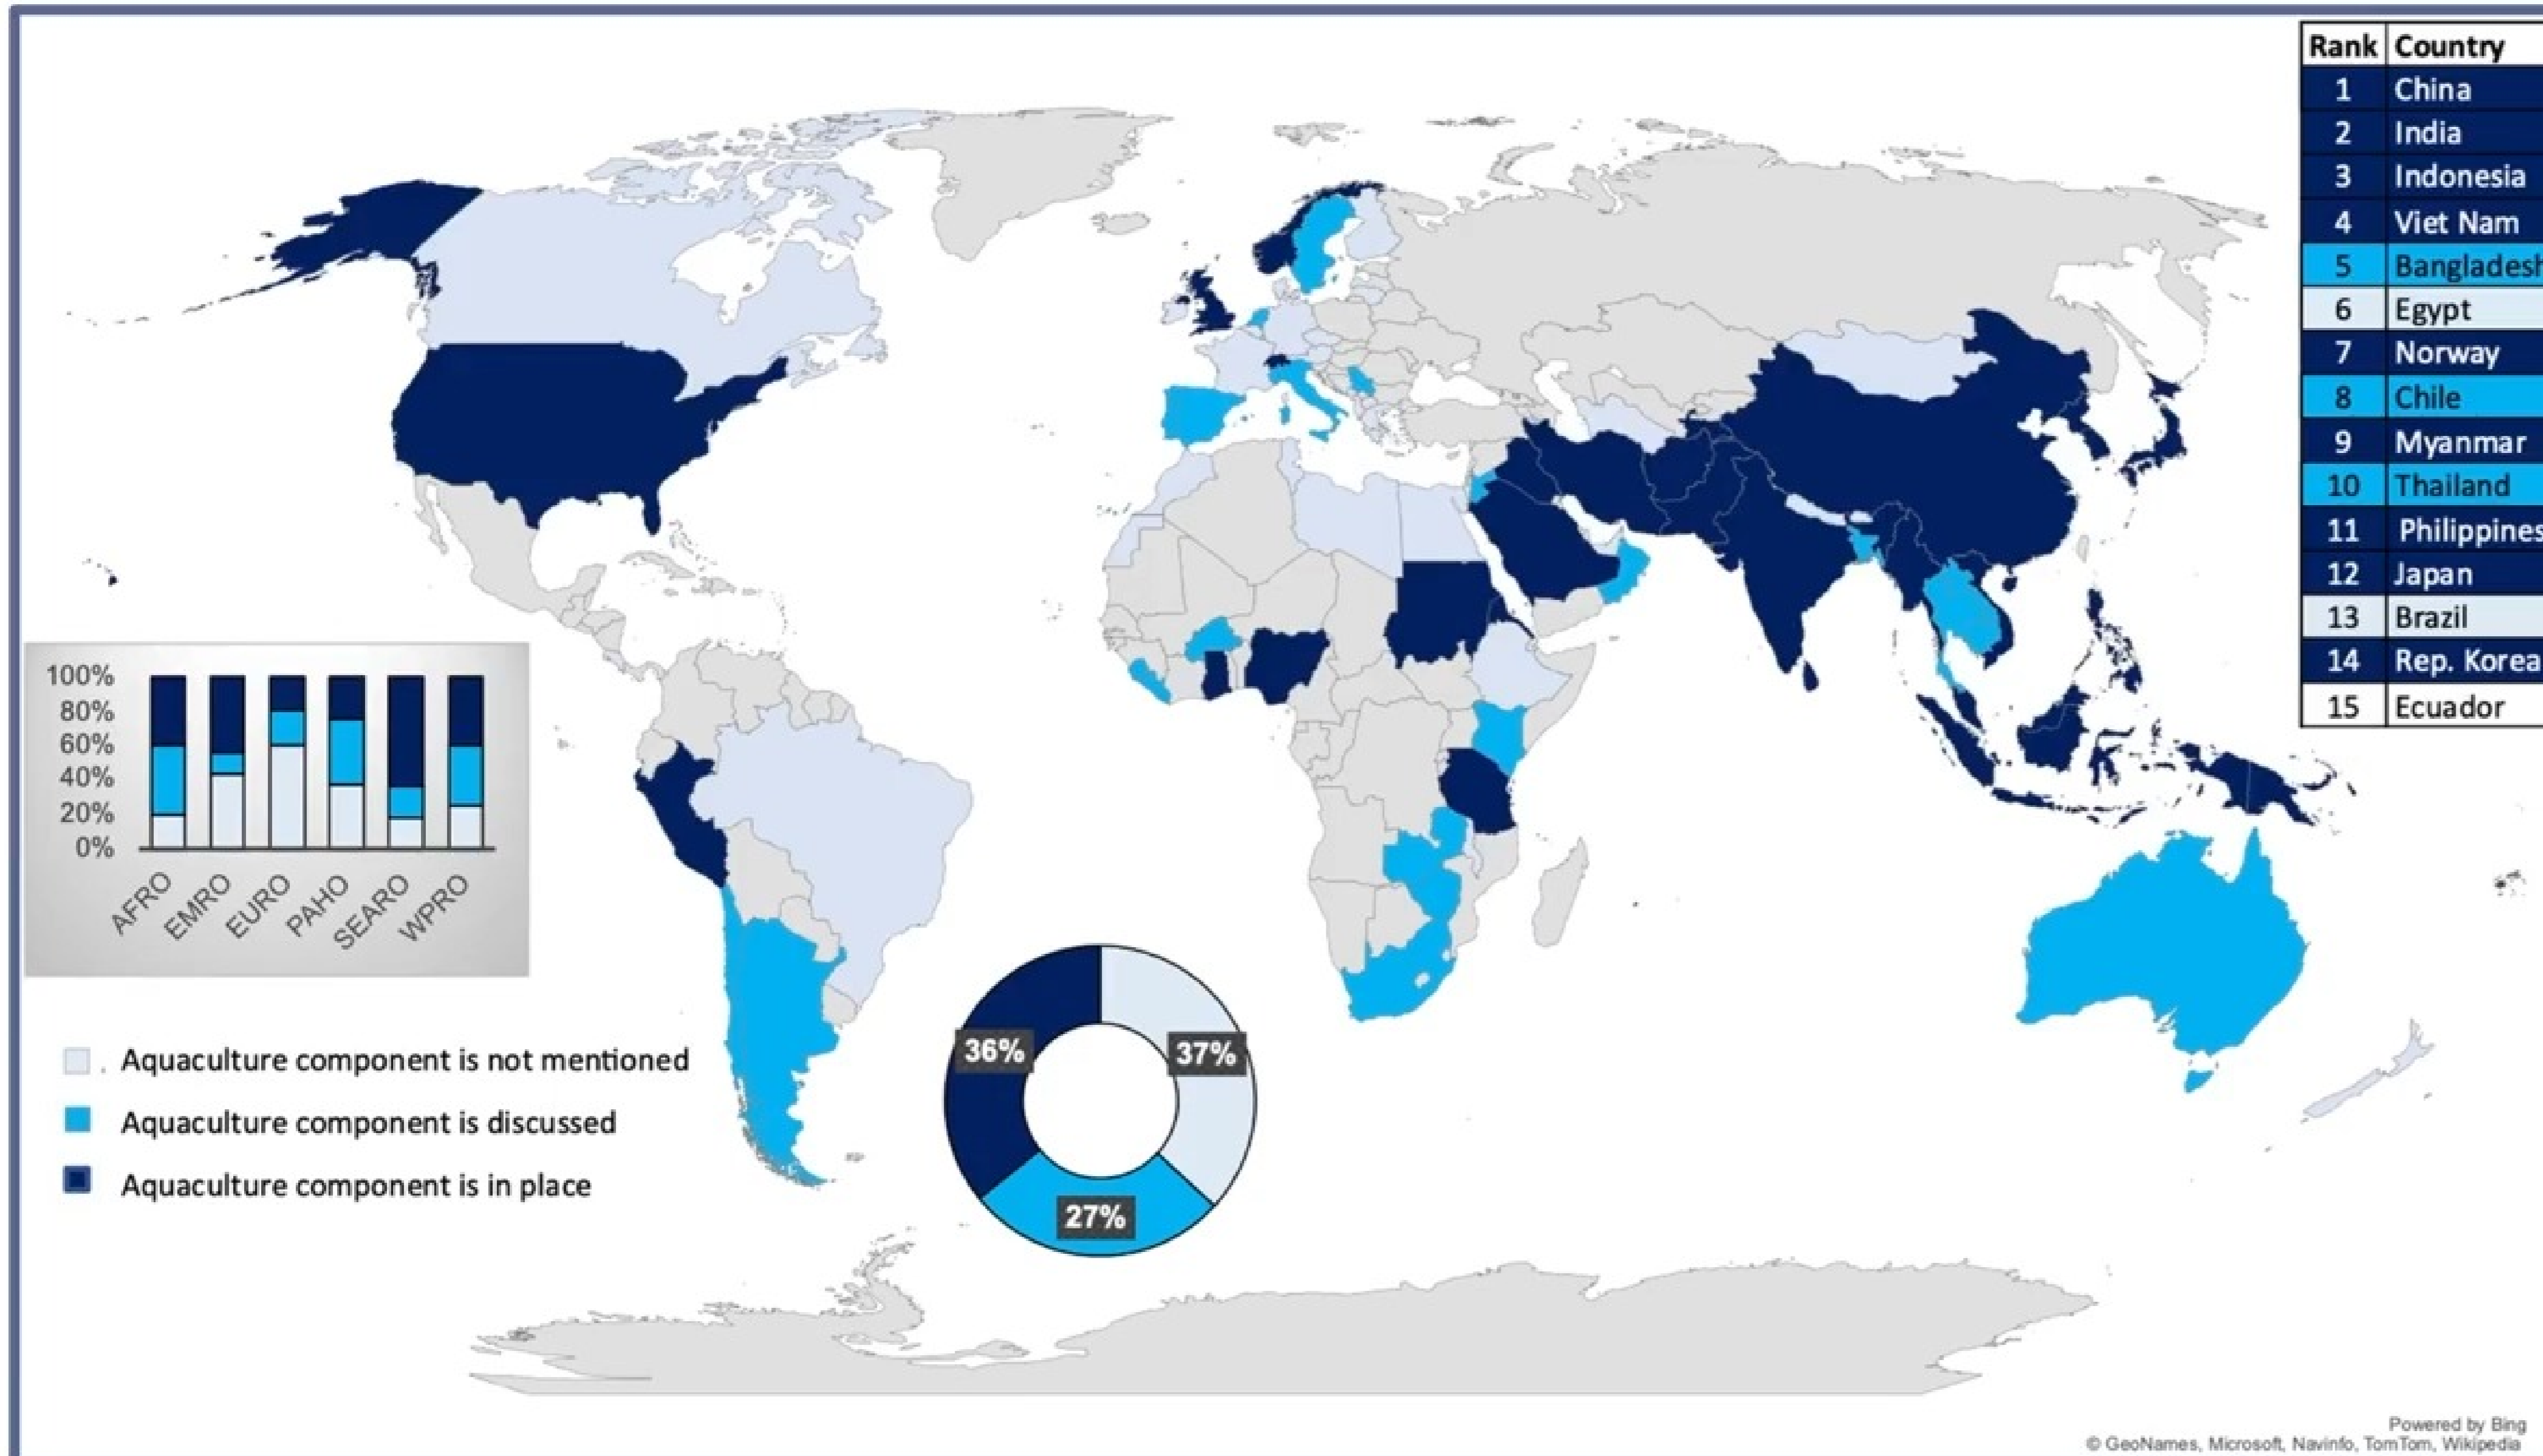 Rank Country
1 China
2 India
3 Indonesia
4 Viet Nam
5 Bangladesh
6 Egypt
7 Norway
8 Chile
9 Myanmar
10 Thailand
11 Philippines
12 Japan
13 Brazil
14 Rep. Korea
15 Ecuador
100%
80%
60%
40%
20%
0%
AFRO
EMRO
EURO
PAHO
SEARO
WPRO
. Aquaculture component is not mentioned
Aquaculture component is discussed
Aquaculture component is in place
36%
37%
27%
Powered by Bing
© GeoNames, Microsoft, Navinfo, TomTom, Wikipedia